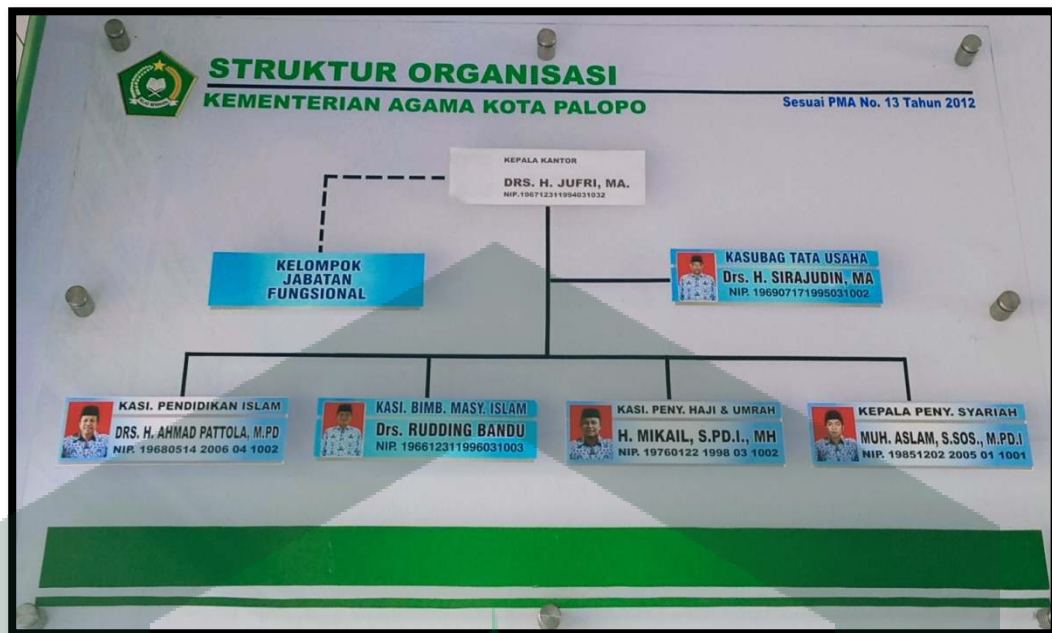 STRUKTUR ORGANISASI
KEMENTERIAN AGAMA KOTA PALOPO
Sesuai PMA No. 13 Tahun 2012
KEPALA KANTOR
DRS. H. JUFRI, MA.
NIP.196712311994031032
KELOMPOK
JABATAN
FUNGSIONAL
KASUBAG TATA USAHA
Drs. H. SIRAJUDIN, MA
NIP. 196907171995031002
KASI. PENDIDIKAN ISLAM
DRS. H. AHMAD PATTOLA, M.PD
NIP. 19680514 2006 04 1002
KASI. BIMB. MASY. ISLAM
Drs. RUDDING BANDU
NIP. 196612311996031003
KASI. PENY. HAJI & UMRAH
H. MIKAIL, S.PD.I., MH
NIP. 19760122 1998 03 1002
KEPALA PENY. SYARIAH
MUH. ASLAM, S.SOS., M.PD.I
NIP. 19851202 2005 01 1001